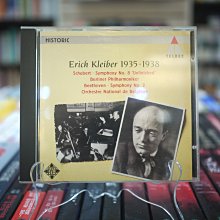 HISTORIC
TELDEC
Erich Kleiber 1935-1938
Schubert · Symphony No. 8 "Unfinished"
Berliner Philharmoniker
Beethoven · Symphony No. 2
Orchestre National de Belgique